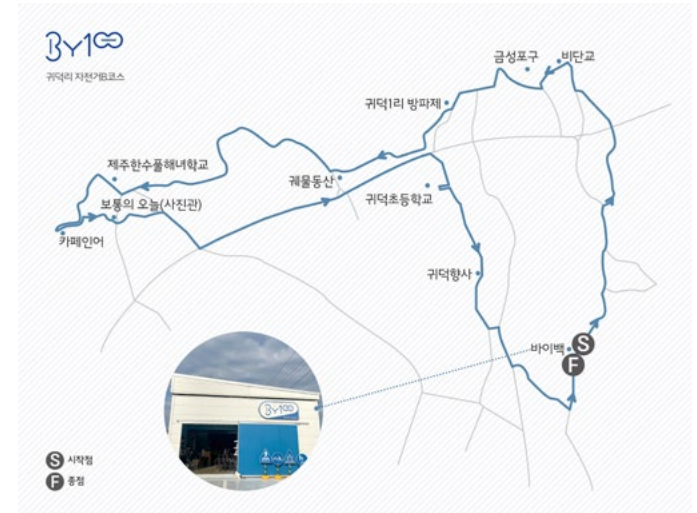 BY100
귀덕리 자전거B코스
금성포구
비단교
귀덕1리 방파제
제주한수풀해녀학교
궤물동산
보통의 오늘(사진관)
귀덕초등학교
카페인어
귀덕향사
바이백
S
F
BY100
S 시작점
F 종점